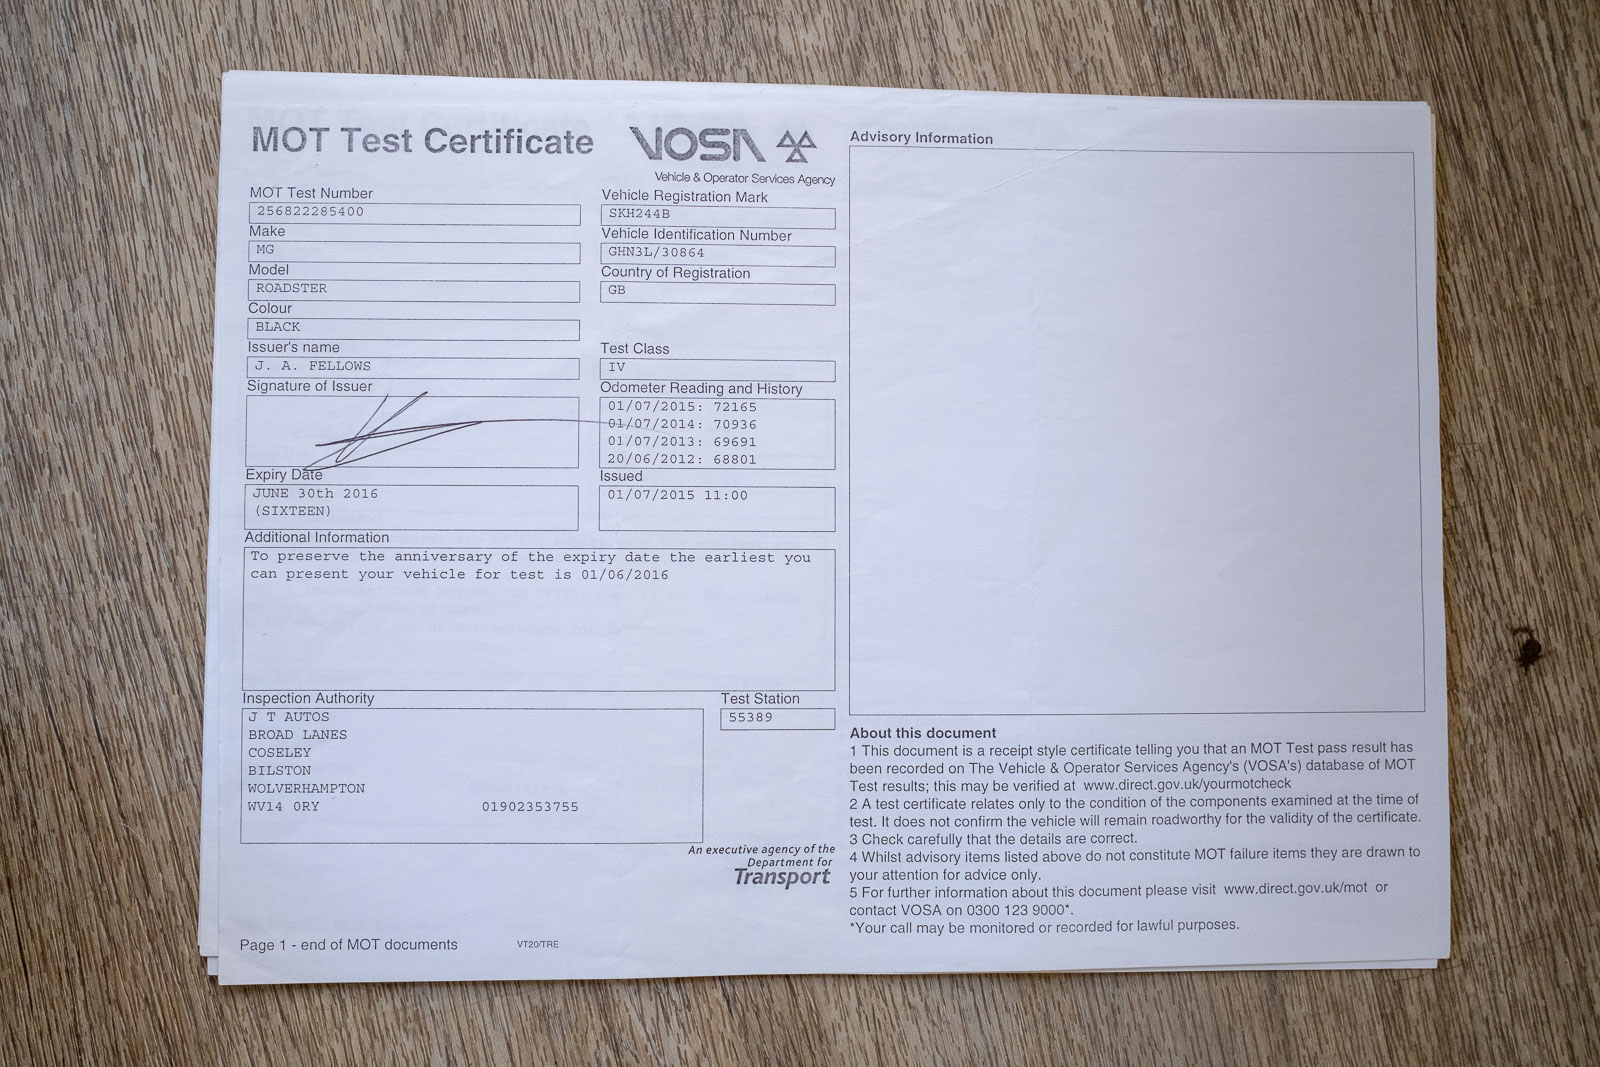 MOT Test Certificate
VOSA
Vehicle & Operator Services Agency
MOT Test Number
256822285400
Vehicle Registration Mark
SKH244B
Make
MG
Vehicle Identification Number
GHN3L/30864
Model
ROADSTER
Country of Registration
GB
Colour
BLACK
Issuer's name
J. A. FELLOWS
Test Class
IV
Signature of Issuer
Odometer Reading and History
01/07/2015: 72165
01/07/2014: 70936
01/07/2013: 69691
20/06/2012: 68801
Expiry Date
JUNE 30th 2016
(SIXTEEN)
Issued
01/07/2015 11:00
Additional Information
To preserve the anniversary of the expiry date the earliest you
can present your vehicle for test is 01/06/2016
Inspection Authority
J T AUTOS
BROAD LANES
COSELEY
BILSTON
WOLVERHAMPTON
WV14 0RY 01902353755
Test Station
55389
An executive agency of the
Department for
Transport
Page 1 - end of MOT documents
VT20/TRE
Advisory Information
About this document
1 This document is a receipt style certificate telling you that an MOT Test pass result has
been recorded on The Vehicle & Operator Services Agency's (VOSA's) database of MOT
Test results; this may be verified at www.direct.gov.uk/yourmotcheck
2 A test certificate relates only to the condition of the components examined at the time of
test. It does not confirm the vehicle will remain roadworthy for the validity of the certificate.
3 Check carefully that the details are correct.
4 Whilst advisory items listed above do not constitute MOT failure items they are drawn to
your attention for advice only.
5 For further information about this document please visit www.direct.gov.uk/mot or
contact VOSA on 0300 123 9000*.
*Your call may be monitored or recorded for lawful purposes.